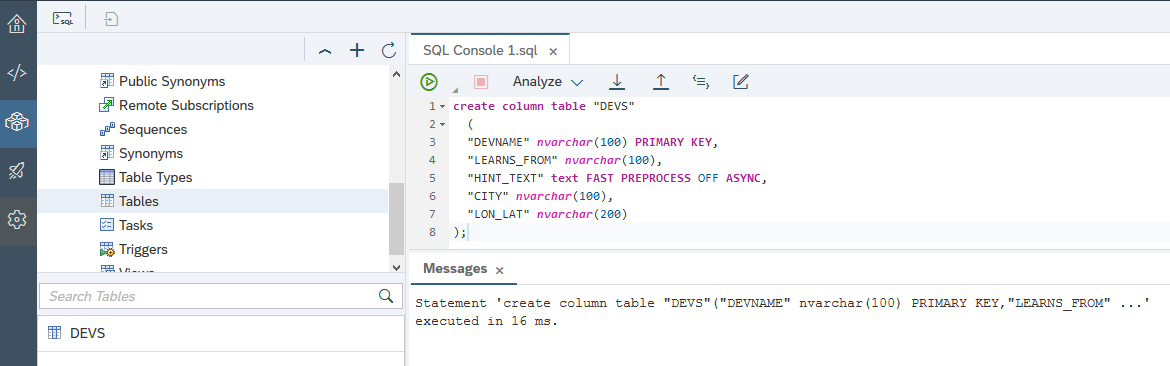 SQL
Public Synonyms
Remote Subscriptions
Sequences
Synonyms
Table Types
Tables
Tasks
Triggers
Views
Search Tables
DEVS
SQL Console 1.sql ×
Analyze
1 create column table "DEVS"
2 (
3 "DEVNAME" nvarchar(100) PRIMARY KEY,
4 "LEARNS_FROM" nvarchar(100),
5 "HINT_TEXT" text FAST PREPROCESS OFF ASYNC,
6 "CITY" nvarchar(100),
7 "LON_LAT" nvarchar(200)
8 );
Messages ×
Statement 'create column table "DEVS"("DEVNAME" nvarchar(100) PRIMARY KEY,"LEARNS_FROM" ...'
executed in 16 ms.